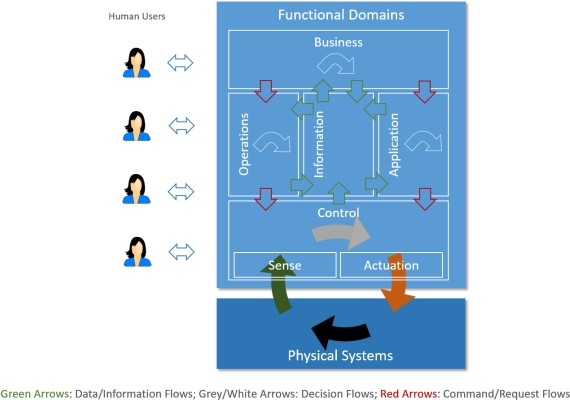 Human Users
Functional Domains
Business
Operations
Information
Application
Control
Sense
Actuation
Physical Systems
Green Arrows: Data/Information Flows; Grey/White Arrows: Decision Flows; Red Arrows: Command/Request Flows